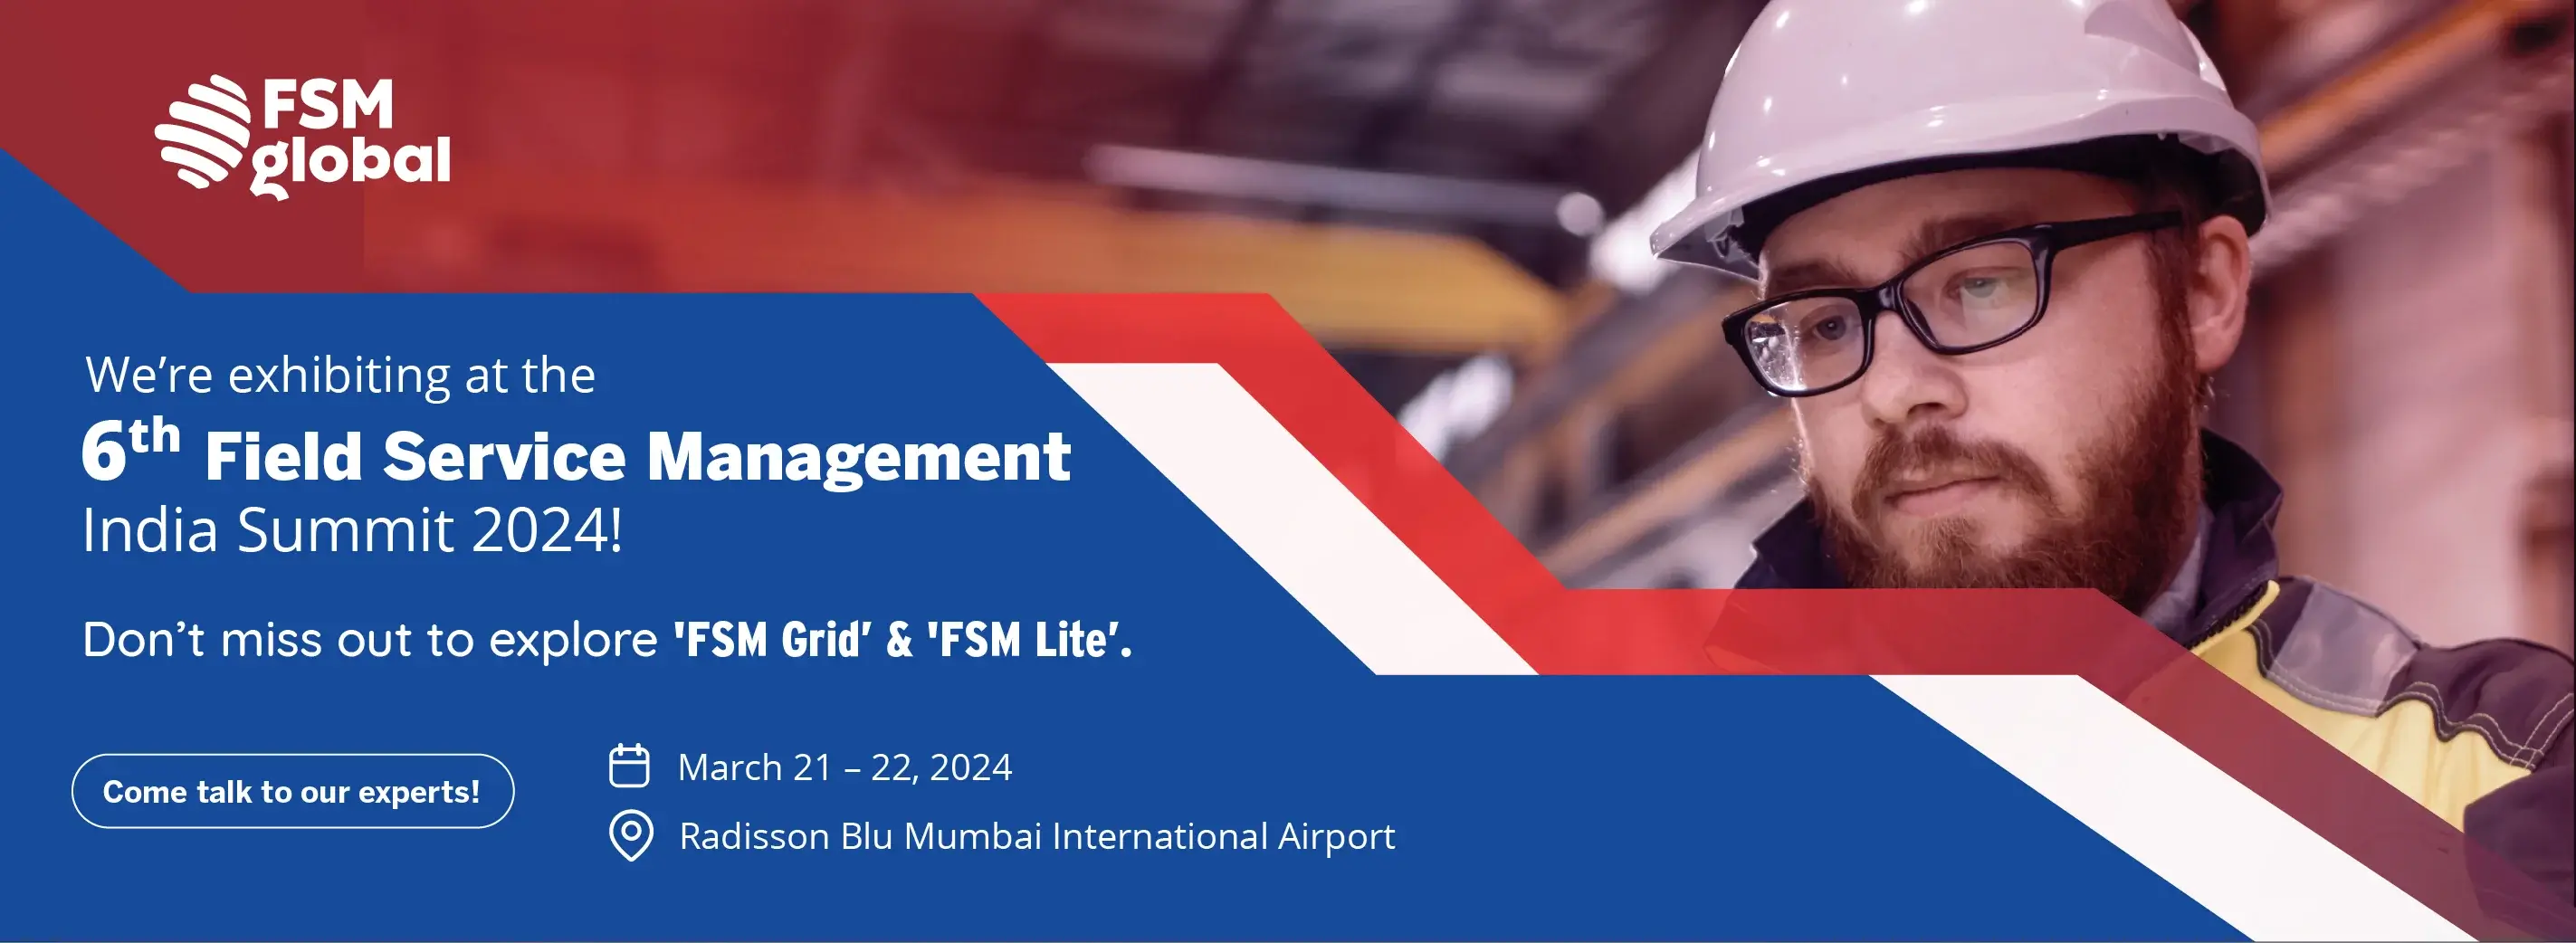 FSM
global
We’re exhibiting at the
6th Field Service Management
India Summit 2024!
Don’t miss out to explore 'FSM Grid’ & 'FSM Lite’.
Come talk to our experts!
March 21 – 22, 2024
Radisson Blu Mumbai International Airport